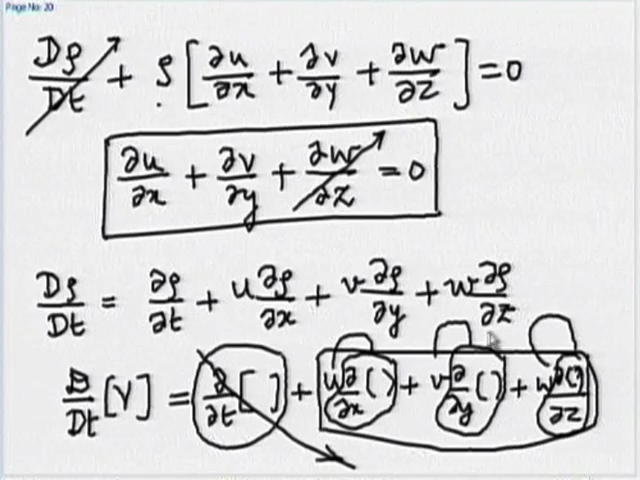 Page No: 20
Dρ/Dt + ρ[∂u/∂x + ∂v/∂y + ∂w/∂z] = 0
∂u/∂x + ∂v/∂y + ∂w/∂z = 0
Dρ/Dt = ∂ρ/∂t + u ∂ρ/∂x + v ∂ρ/∂y + w ∂ρ/∂z
D/Dt [V] = ∂/∂t [ ] + u ∂/∂x ( ) + v ∂/∂y ( ) + w ∂( )/∂z